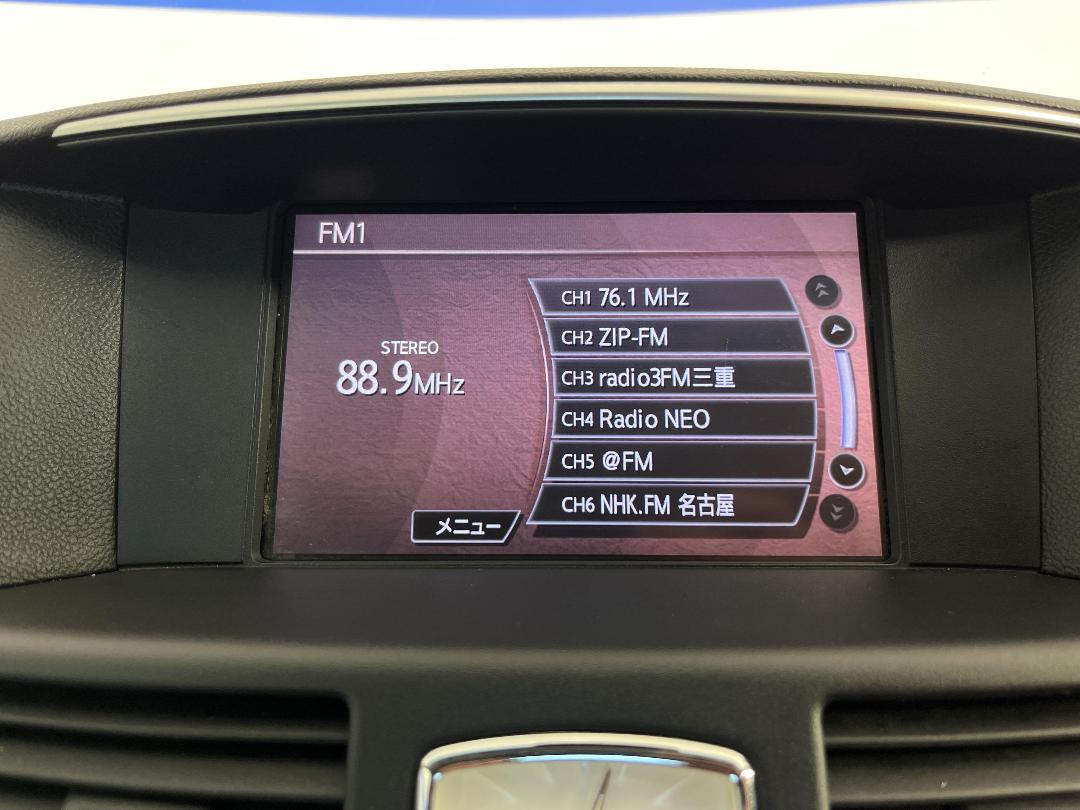 FM1
STEREO
88.9MHz
CH1 76.1 MHz
CH2 ZIP-FM
CH3 radio3FM三重
CH4 Radio NEO
CH5 @FM
CH6 NHK.FM 名古屋
メニュー